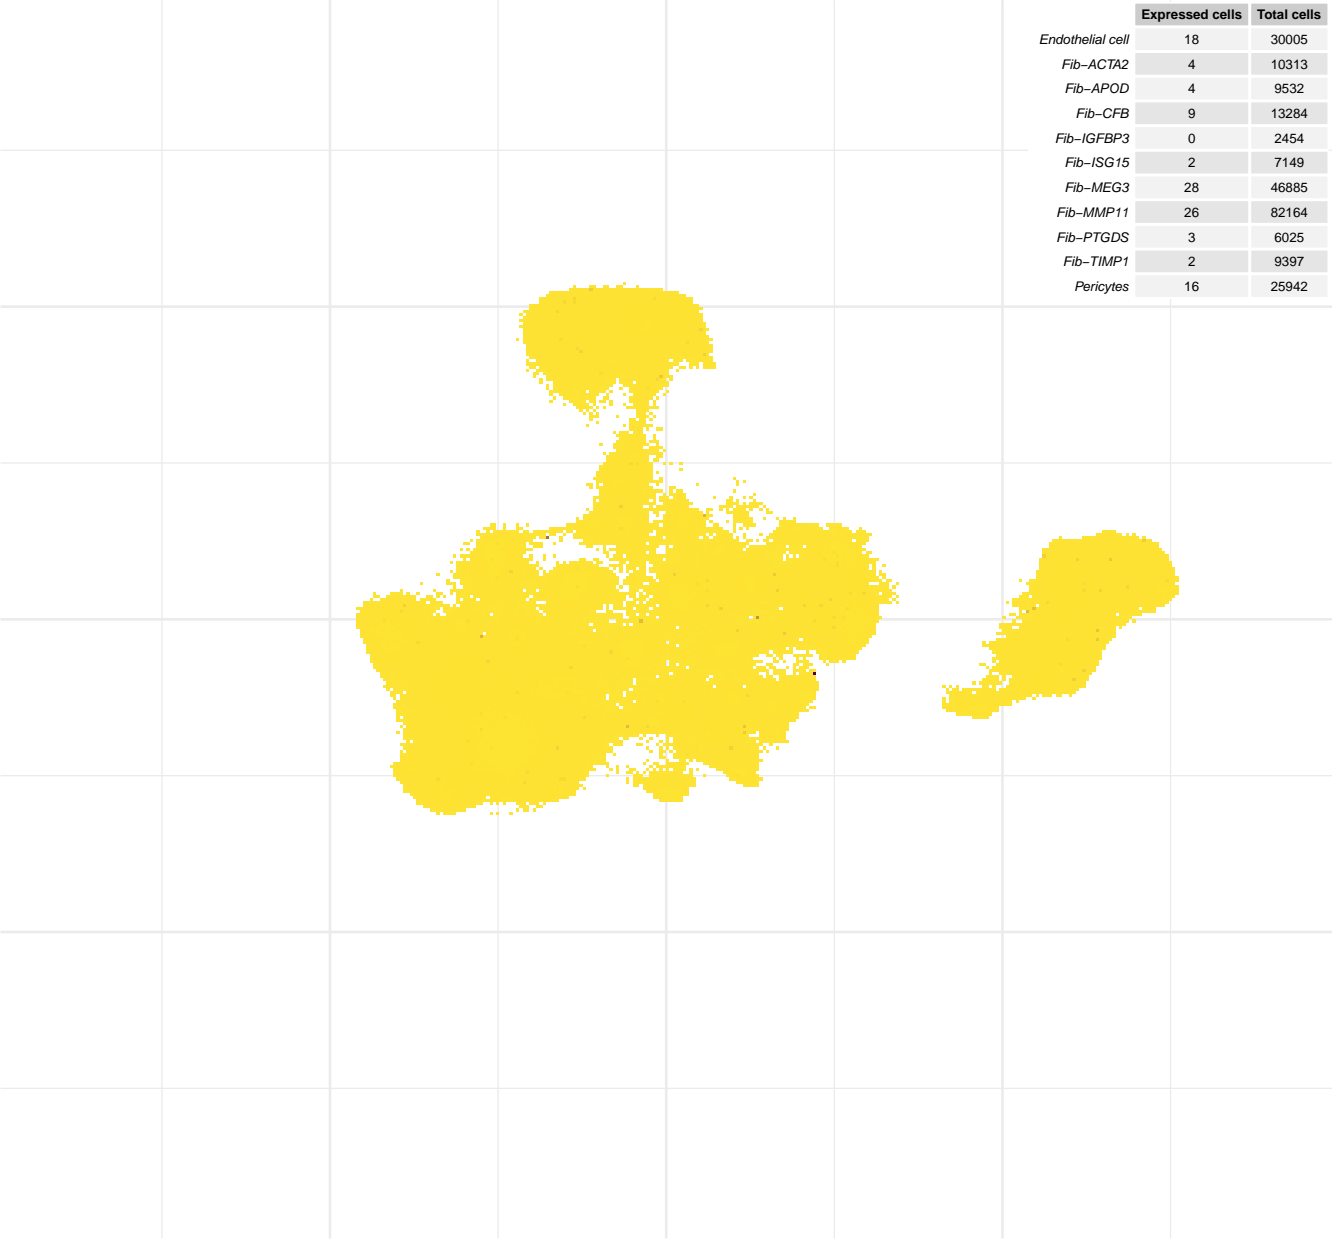 Expressed cells Total cells
Endothelial cell 18 30005
Fib−ACTA2 4 10313
Fib−APOD 4 9532
Fib−CFB 9 13284
Fib−IGFBP3 0 2454
Fib−ISG15 2 7149
Fib−MEG3 28 46885
Fib−MMP11 26 82164
Fib−PTGDS 3 6025
Fib−TIMP1 2 9397
Pericytes 16 25942